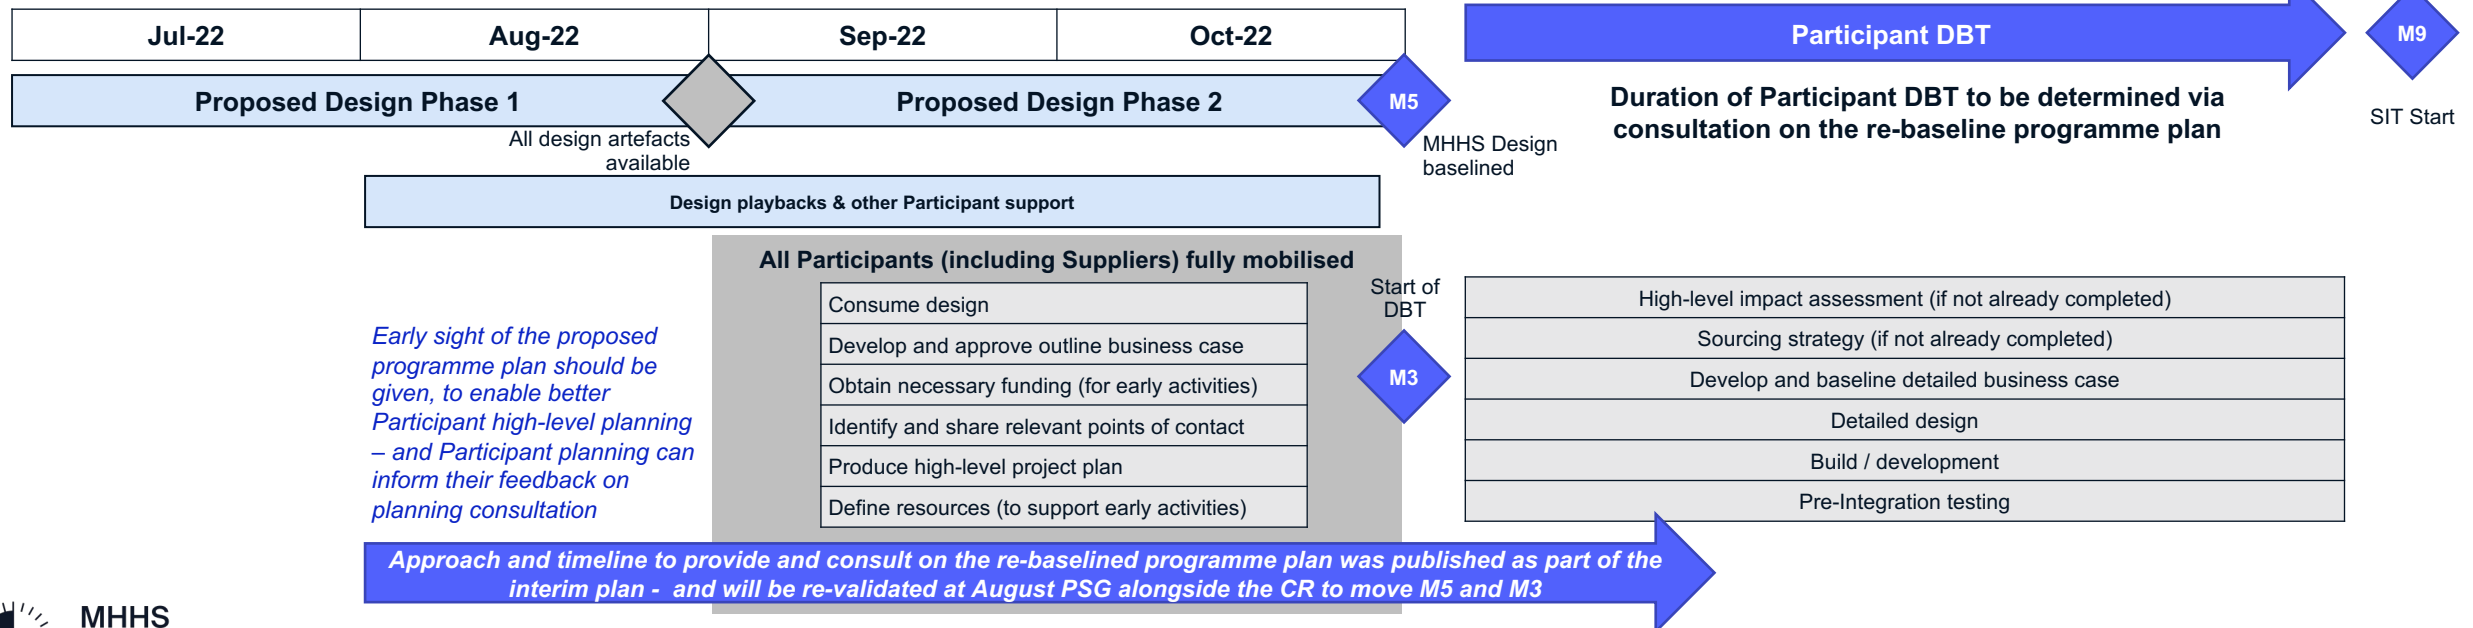 Jul-22
Aug-22
Sep-22
Oct-22
Participant DBT
M9
Proposed Design Phase 1
Proposed Design Phase 2
M5
Duration of Participant DBT to be determined via
consultation on the re-baseline programme plan
SIT Start
All design artefacts
available
MHHS Design
baselined
Design playbacks & other Participant support
All Participants (including Suppliers) fully mobilised
Consume design
Develop and approve outline business case
Obtain necessary funding (for early activities)
Identify and share relevant points of contact
Produce high-level project plan
Define resources (to support early activities)
Early sight of the proposed
programme plan should be
given, to enable better
Participant high-level planning
– and Participant planning can
inform their feedback on
planning consultation
Start of
DBT
M3
High-level impact assessment (if not already completed)
Sourcing strategy (if not already completed)
Develop and baseline detailed business case
Detailed design
Build / development
Pre-Integration testing
Approach and timeline to provide and consult on the re-baselined programme plan was published as part of the
interim plan - and will be re-validated at August PSG alongside the CR to move M5 and M3
MHHS